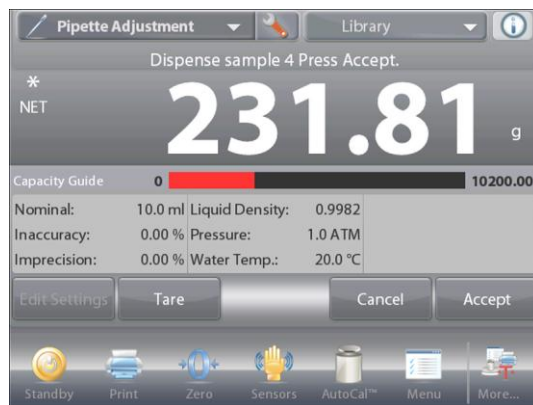 Pipette Adjustment Library
Dispense sample 4 Press Accept.
*
NET
231.81 g
Capacity Guide 0 10200.00
Nominal: 10.0 ml Liquid Density: 0.9982
Inaccuracy: 0.00 % Pressure: 1.0 ATM
Imprecision: 0.00 % Water Temp.: 20.0 °C
Edit Settings Tare Cancel Accept
Standby Print Zero Sensors AutoCal™ Menu More...